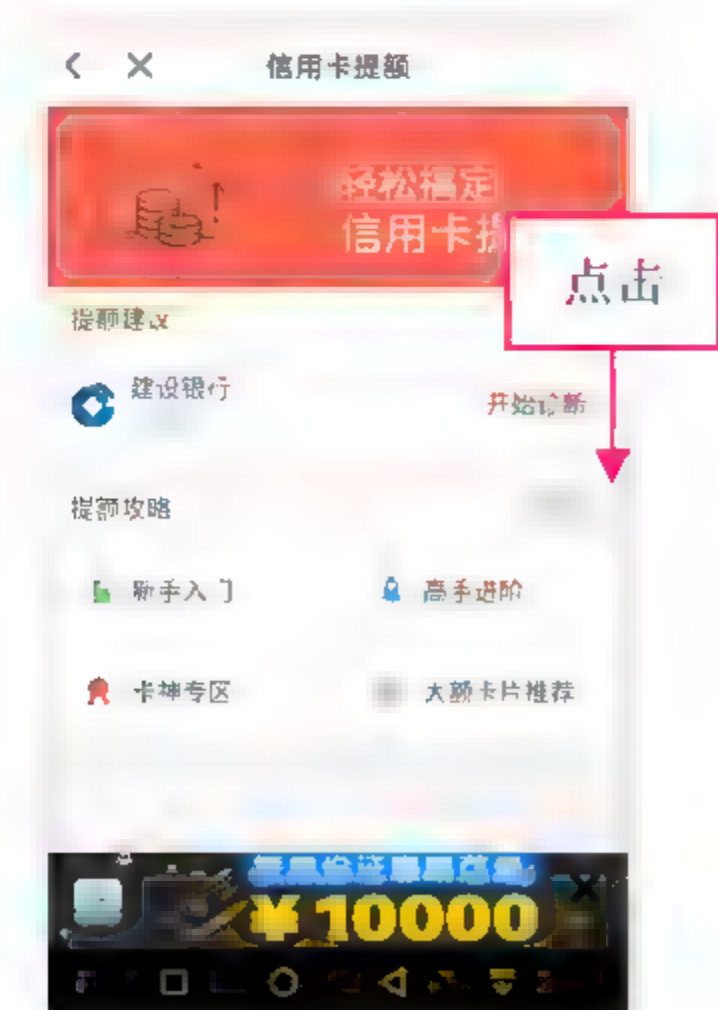 信用卡提额
轻松搞定
信用卡提
点击
提额建议
建设银行
开始诊断
提额攻略
新手入门
高手进阶
卡神专区
大额卡片推荐
¥10000